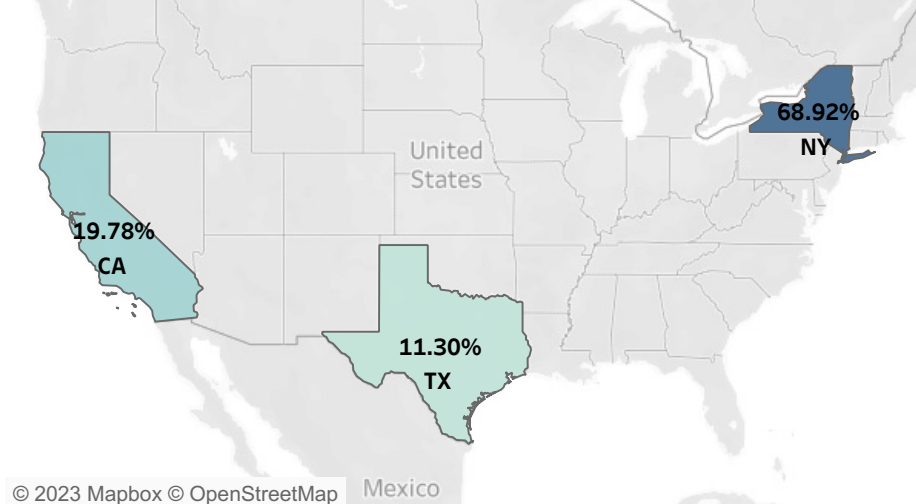 68.92%
NY
United
States
19.78%
CA
11.30%
TX
Mexico
© 2023 Mapbox © OpenStreetMap